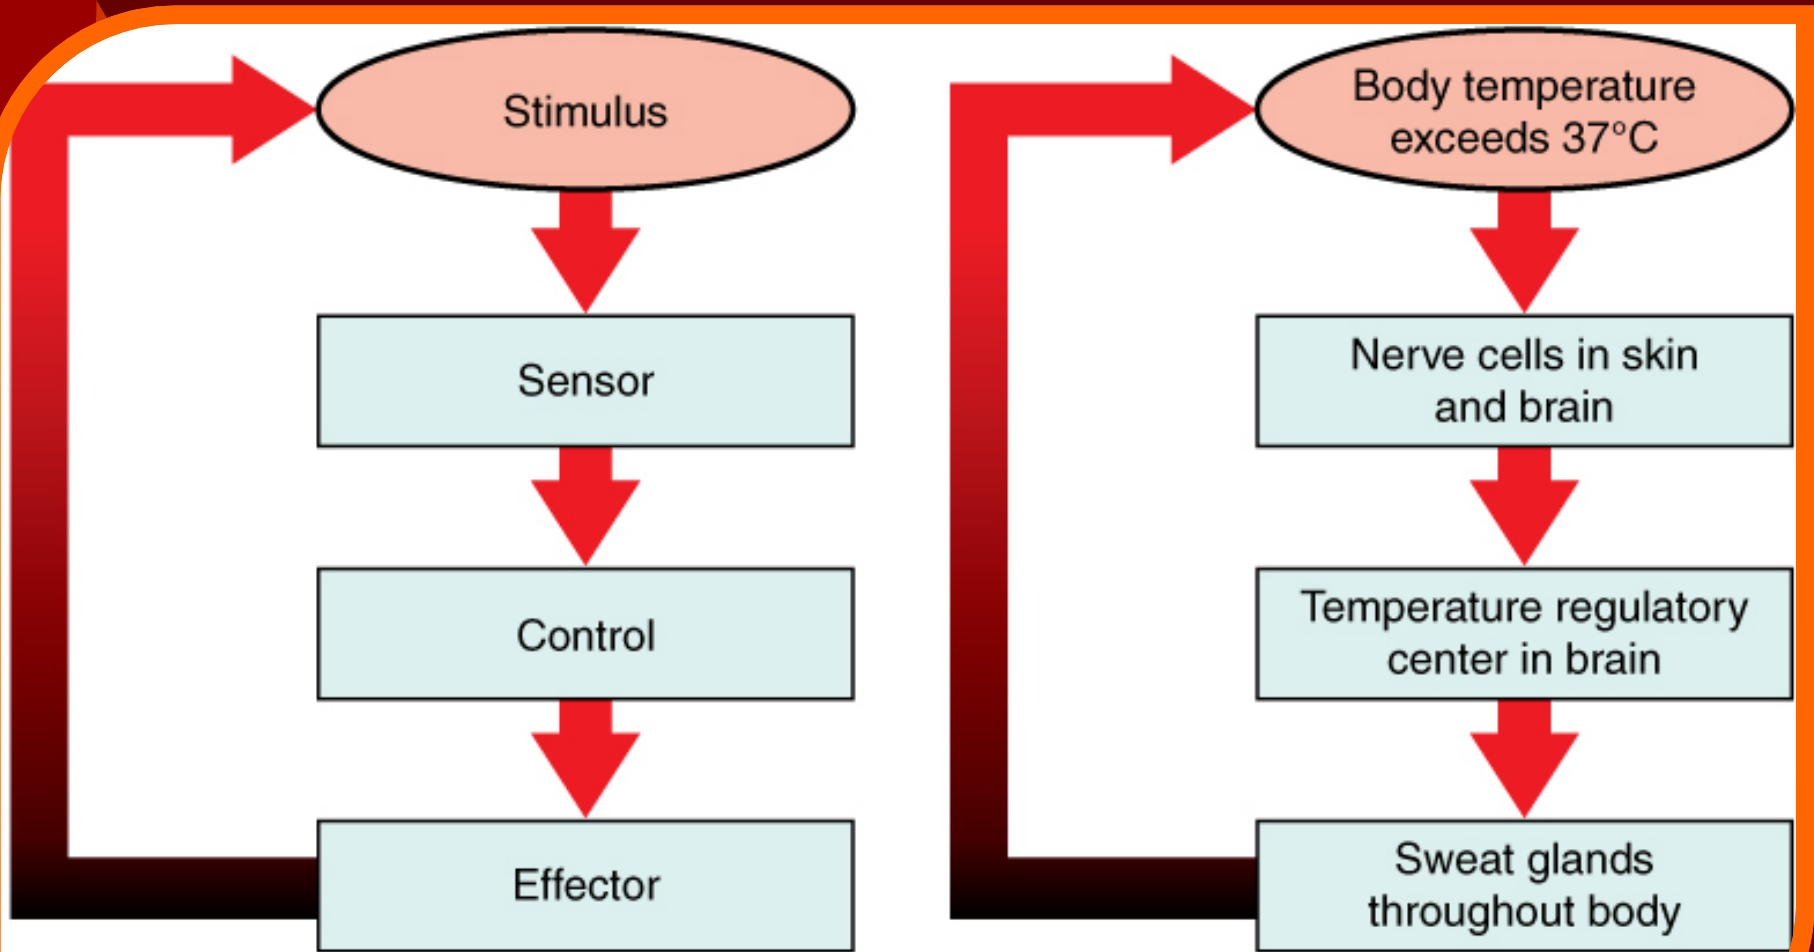 Stimulus
Sensor
Control
Effector
Body temperature
exceeds 37°C
Nerve cells in skin
and brain
Temperature regulatory
center in brain
Sweat glands
throughout body